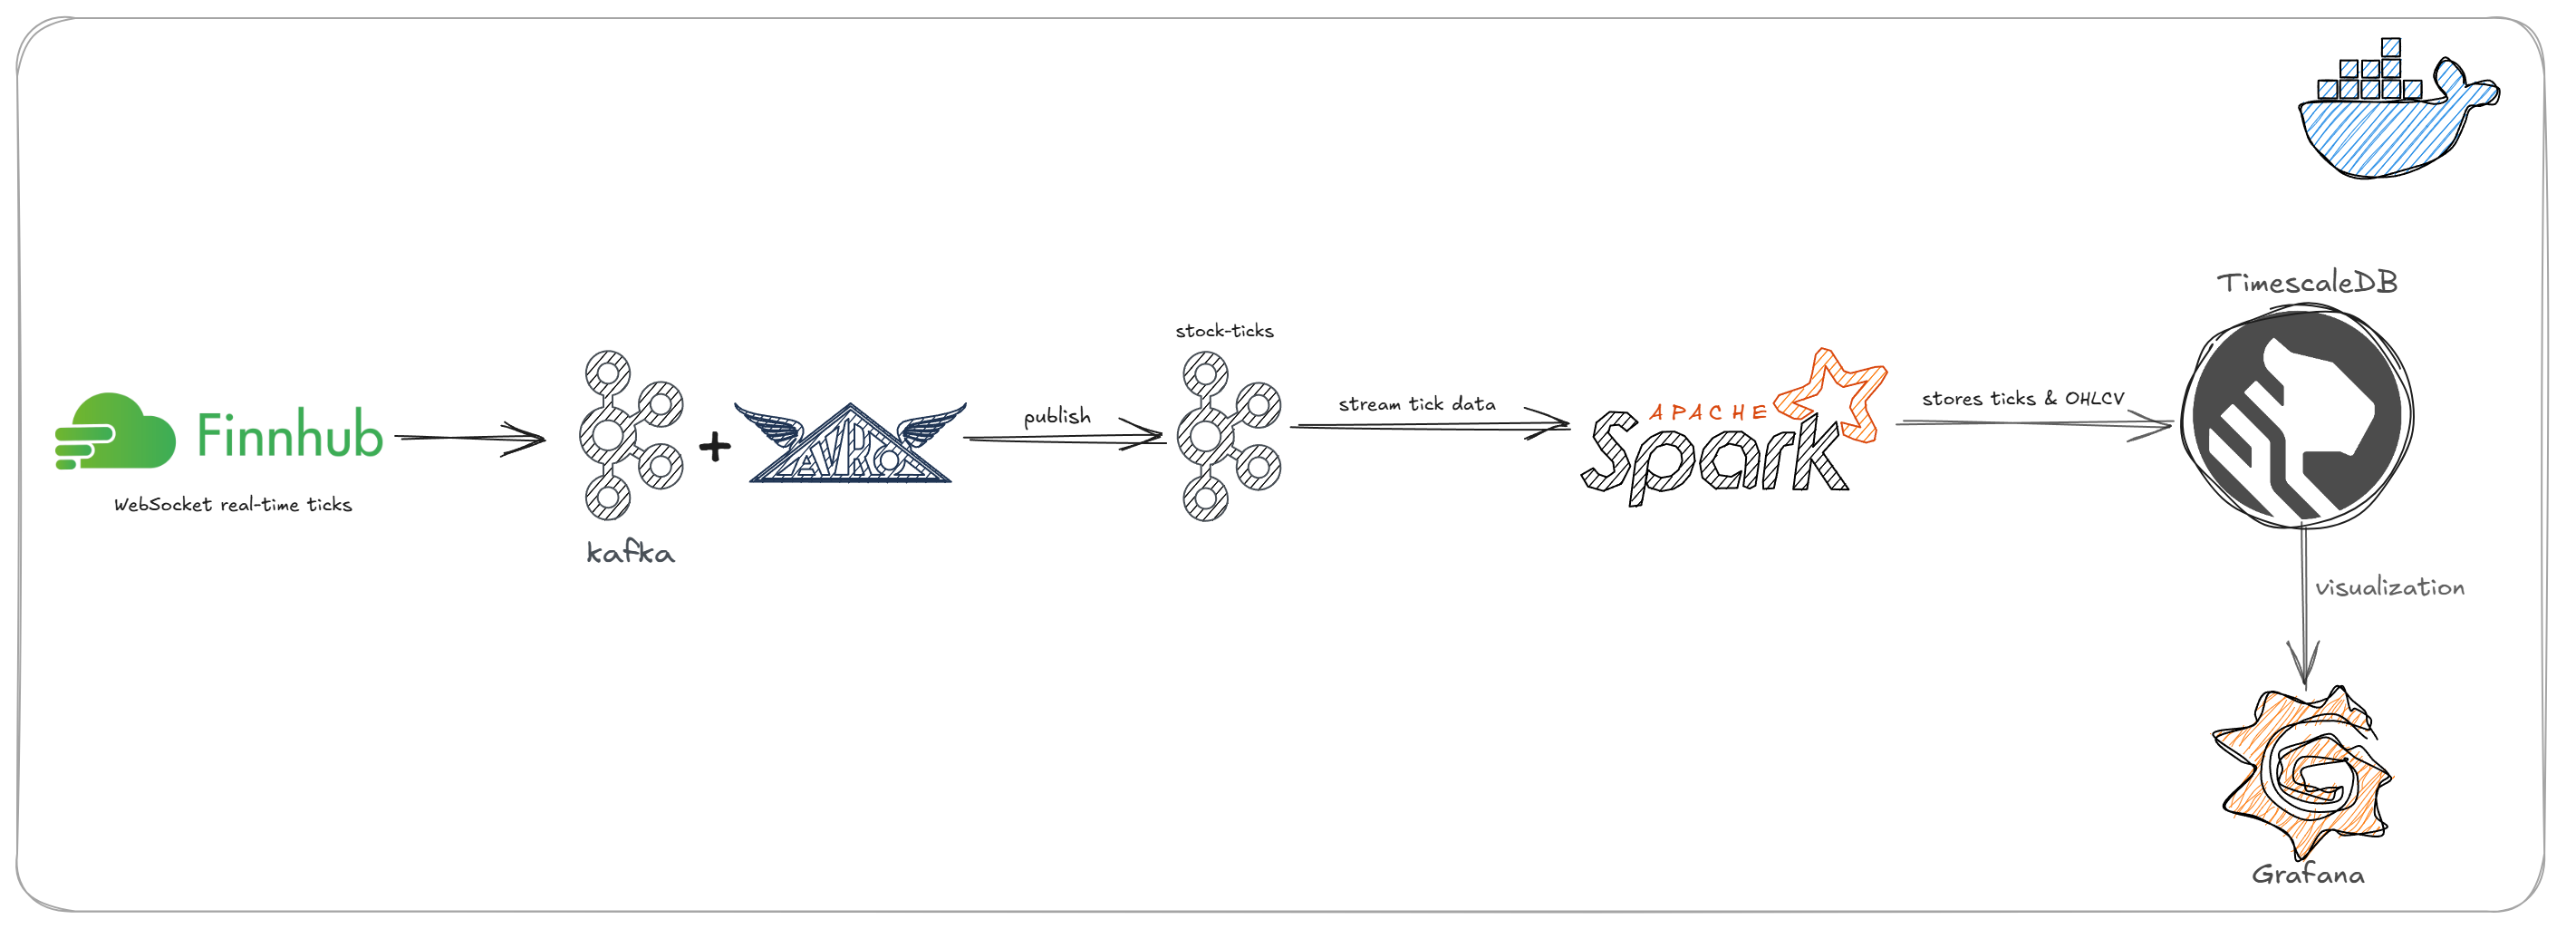 Finnhub
WebSocket real-time ticks
kafka
+
AVRO
publish
stock-ticks
stream tick data
APACHE
Spark
stores ticks & OHLCV
TimescaleDB
visualization
Grafana